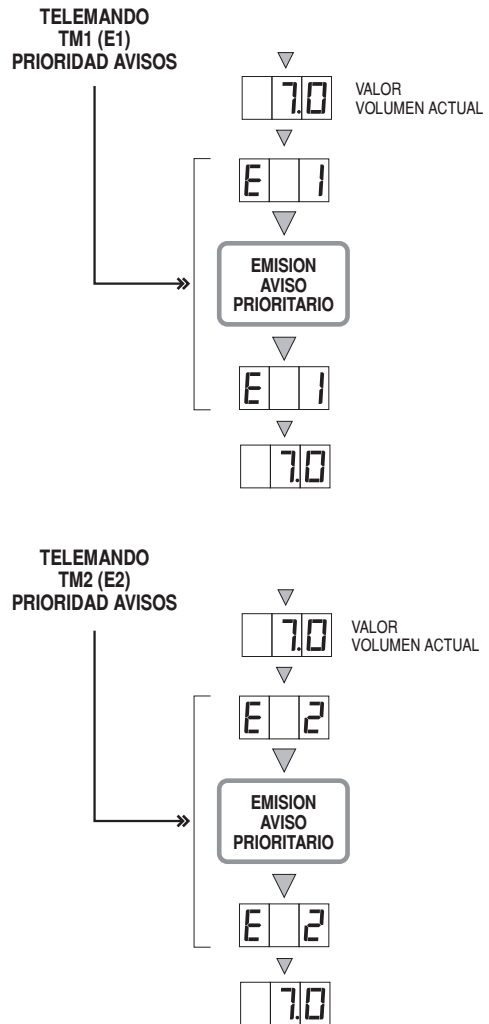 TELEMANDO
TM1 (E1)
PRIORIDAD AVISOS
7.0
VALOR
VOLUMEN ACTUAL
E 1
EMISION
AVISO
PRIORITARIO
E 1
7.0
TELEMANDO
TM2 (E2)
PRIORIDAD AVISOS
7.0
VALOR
VOLUMEN ACTUAL
E 2
EMISION
AVISO
PRIORITARIO
E 2
7.0